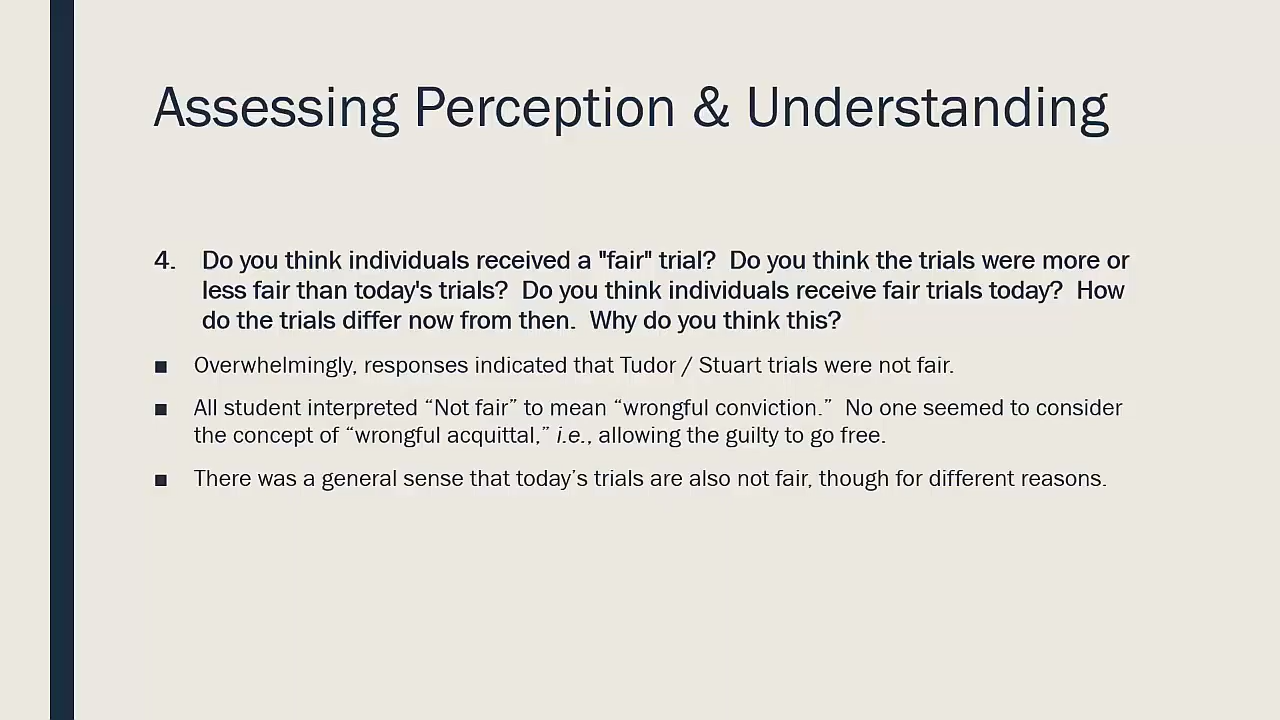 Assessing Perception & Understanding
4. Do you think individuals received a "fair" trial?  Do you think the trials were more or
less fair than today's trials?  Do you think individuals receive fair trials today?  How
do the trials differ now from then.  Why do you think this?
■ Overwhelmingly, responses indicated that Tudor / Stuart trials were not fair.
■ All student interpreted “Not fair” to mean “wrongful conviction.”  No one seemed to consider
the concept of “wrongful acquittal,” i.e., allowing the guilty to go free.
■ There was a general sense that today’s trials are also not fair, though for different reasons.